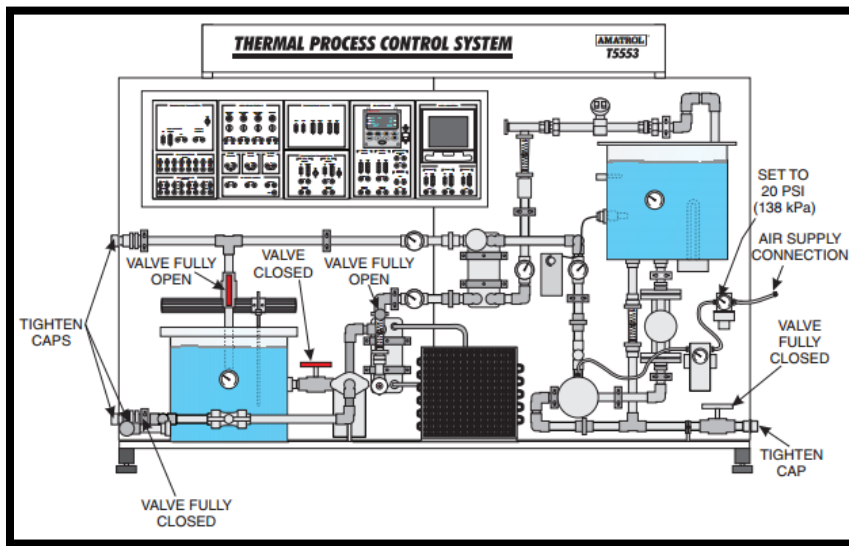 THERMAL PROCESS CONTROL SYSTEM
AMATROL
T5553
SET TO
20 PSI
(138 kPa)
AIR SUPPLY
CONNECTION
VALVE FULLY
OPEN
VALVE
CLOSED
VALVE FULLY
OPEN
TIGHTEN
CAPS
VALVE
FULLY
CLOSED
TIGHTEN
CAP
VALVE FULLY
CLOSED